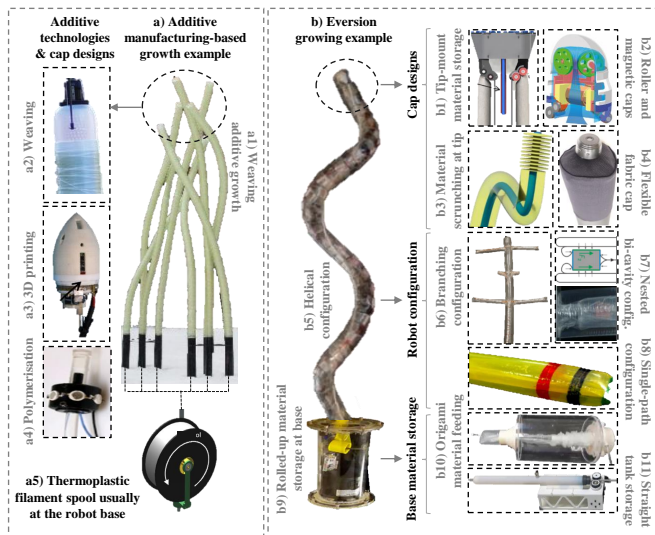 Additive
technologies
& cap designs
a) Additive
manufacturing-based
growth example
a1) Weaving
additive growth
a2) Weaving
a3) 3D printing
a4) Polymerisation
a5) Thermoplastic
filament spool usually
at the robot base
b) Eversion
growing example
Cap designs
b1) Tip-mount
material storage
b2) Roller and
magnetic caps
b3) Material
scrunching at tip
b4) Flexible
fabric cap
b5) Helical
configuration
Robot configuration
b6) Branching
configuration
b7) Nested
bi-cavity config.
b8) Single-path
configuration
b9) Rolled-up material
storage at base
Base material storage
b10) Origami
material feeding
b11) Straight
tank storage